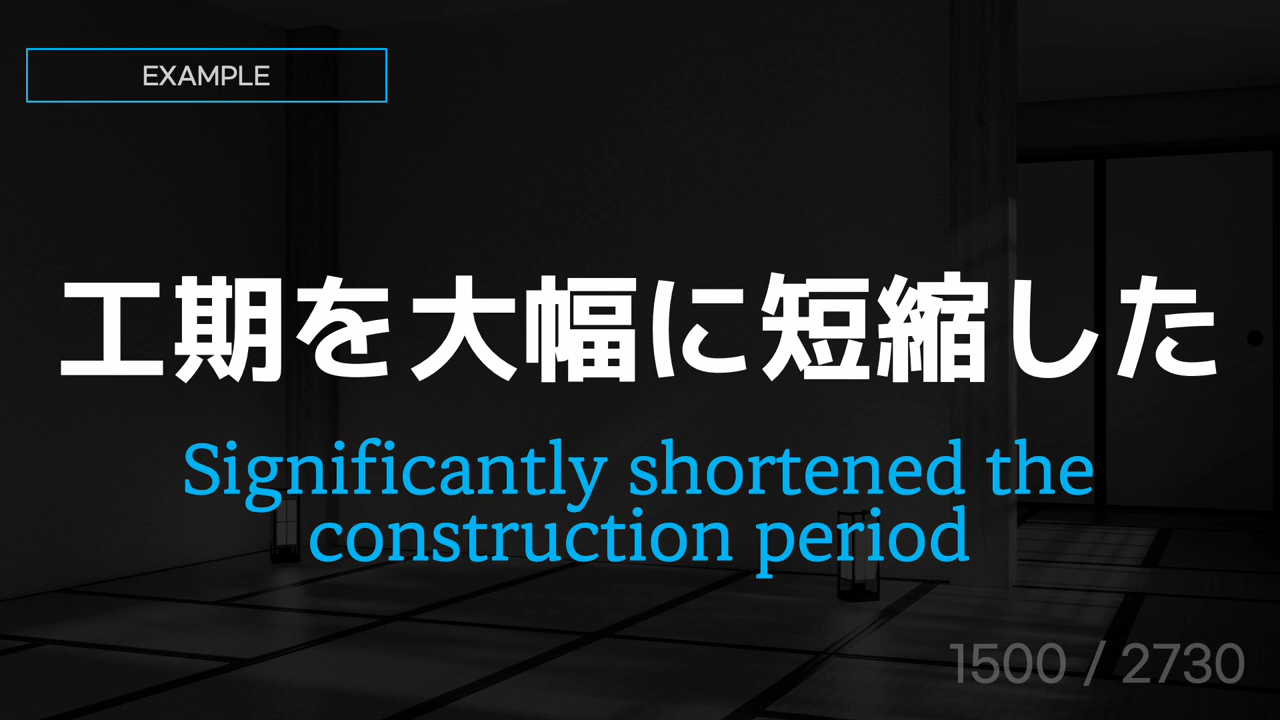 EXAMPLE
工期を大幅に短縮した
Significantly shortened the
construction period
1500 / 2730